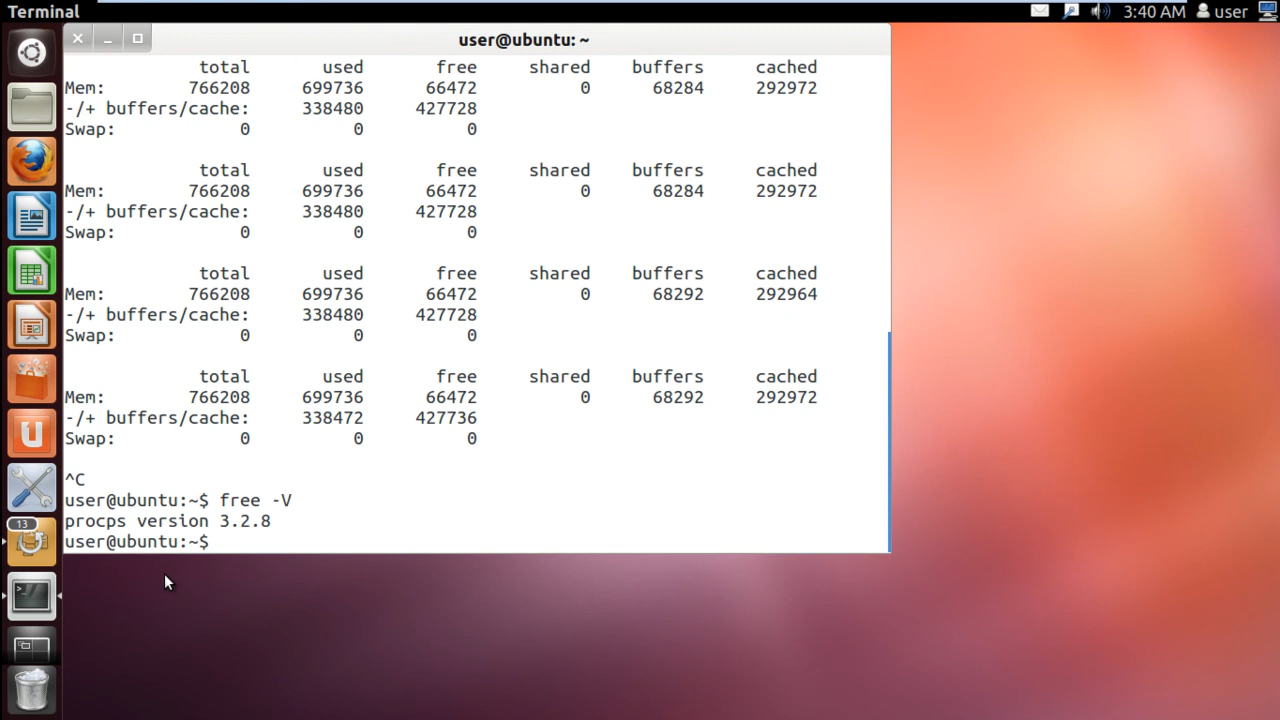 Terminal
3:40 AM
user
user@ubuntu: ~
total used free shared buffers cached
Mem: 766208 699736 66472 0 68284 292972
-/+ buffers/cache: 338480 427728
Swap: 0 0 0
total used free shared buffers cached
Mem: 766208 699736 66472 0 68284 292972
-/+ buffers/cache: 338480 427728
Swap: 0 0 0
total used free shared buffers cached
Mem: 766208 699736 66472 0 68292 292964
-/+ buffers/cache: 338480 427728
Swap: 0 0 0
total used free shared buffers cached
Mem: 766208 699736 66472 0 68292 292972
-/+ buffers/cache: 338472 427736
Swap: 0 0 0
^C
user@ubuntu:~$ free -V
procps version 3.2.8
user@ubuntu:~$
13